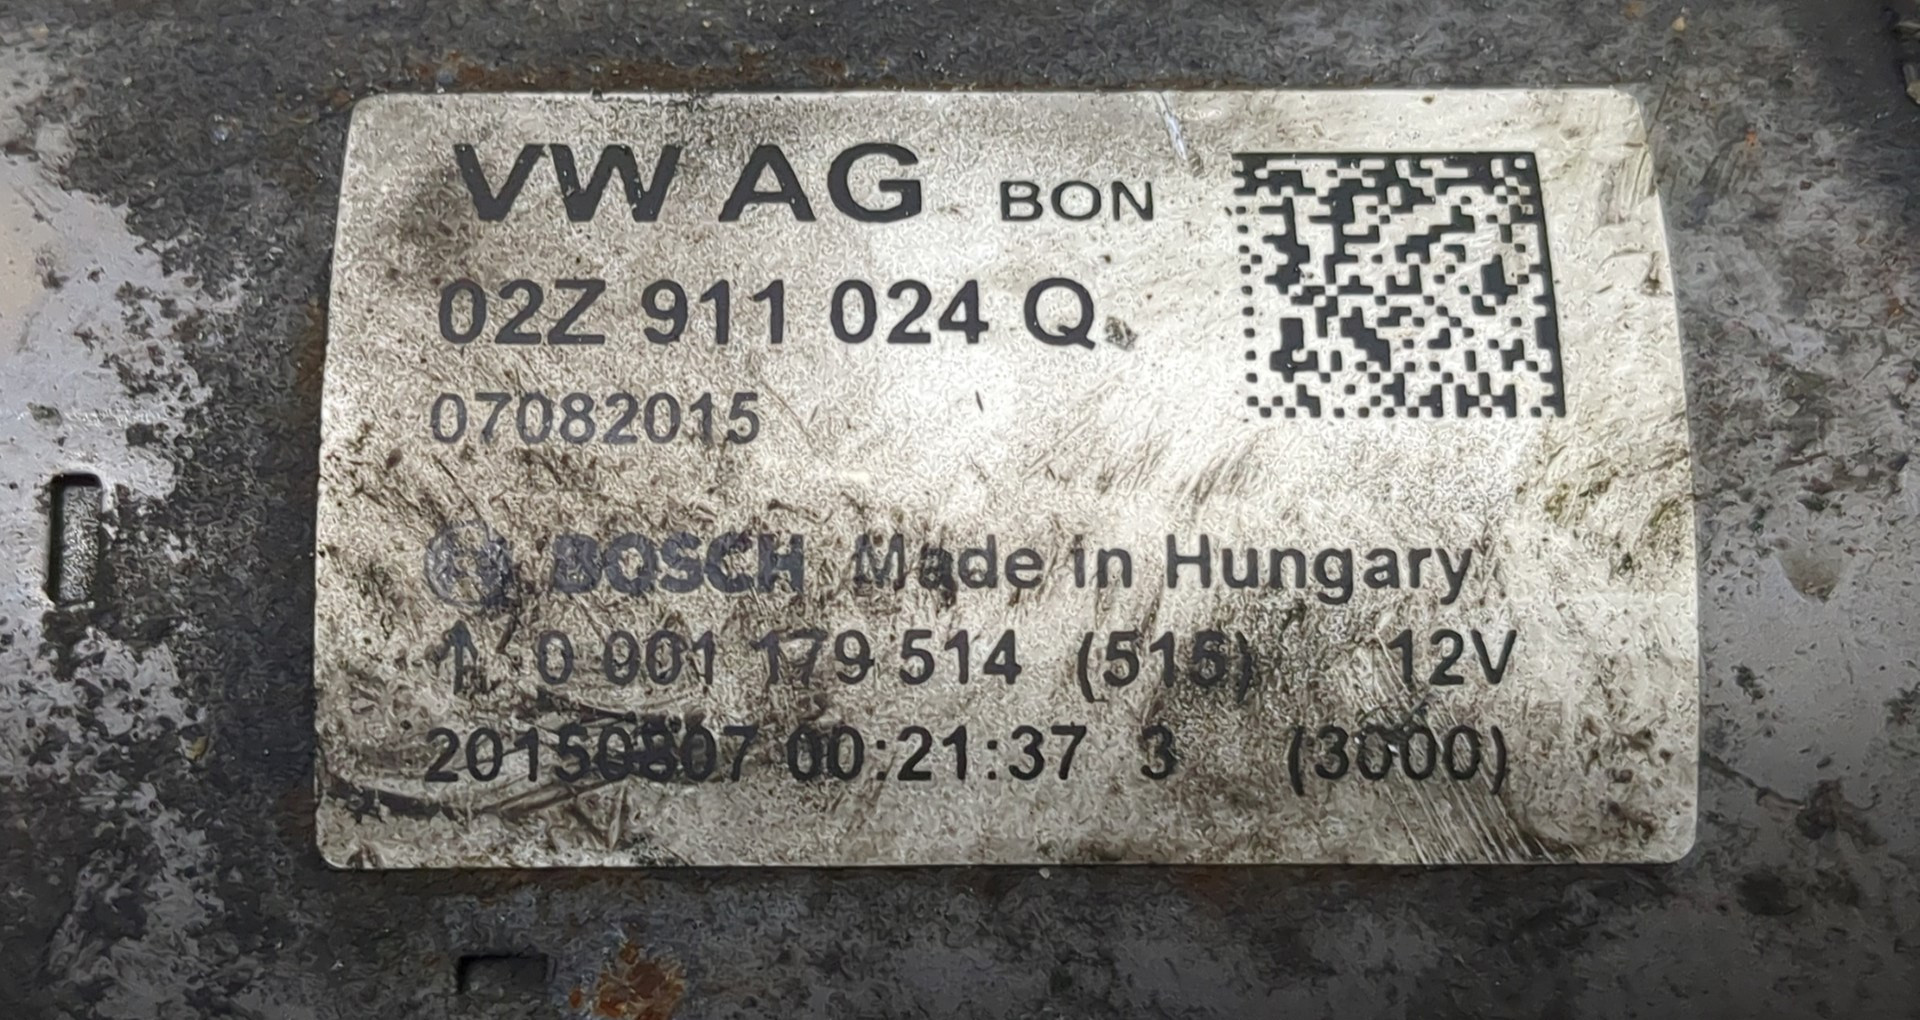 VW AG BON
02Z 911 024 Q
07082015
BOSCH Made in Hungary
↑ 0 001 179 514 (515) 12V
20150807 00:21:37 3 (3000)